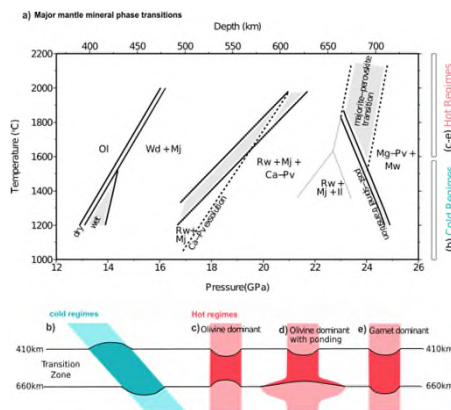 a) Major mantle mineral phase transitions
Depth (km)
400 450 500 550 600 650 700
2200
2000
1800
1600
1400
1200
1000
Temperature (°C)
Ol
Wd + Mj
dry
wet
Rw + Mj
Ca-Pv exsolution
Rw + Mj + Ca-Pv
Rw + Mj + Il
majorite-perovskite transition
post-spinel transition
Mg-Pv + Mw
12 14 16 18 20 22 24 26
Pressure(GPa)
(c-e) Hot Regimes
(b) Cold Regimes
cold regimes
Hot regimes
b)
c) Olivine dominant
d) Olivine dominant with ponding
e) Garnet dominant
410km
410km
Transition Zone
660km
660km